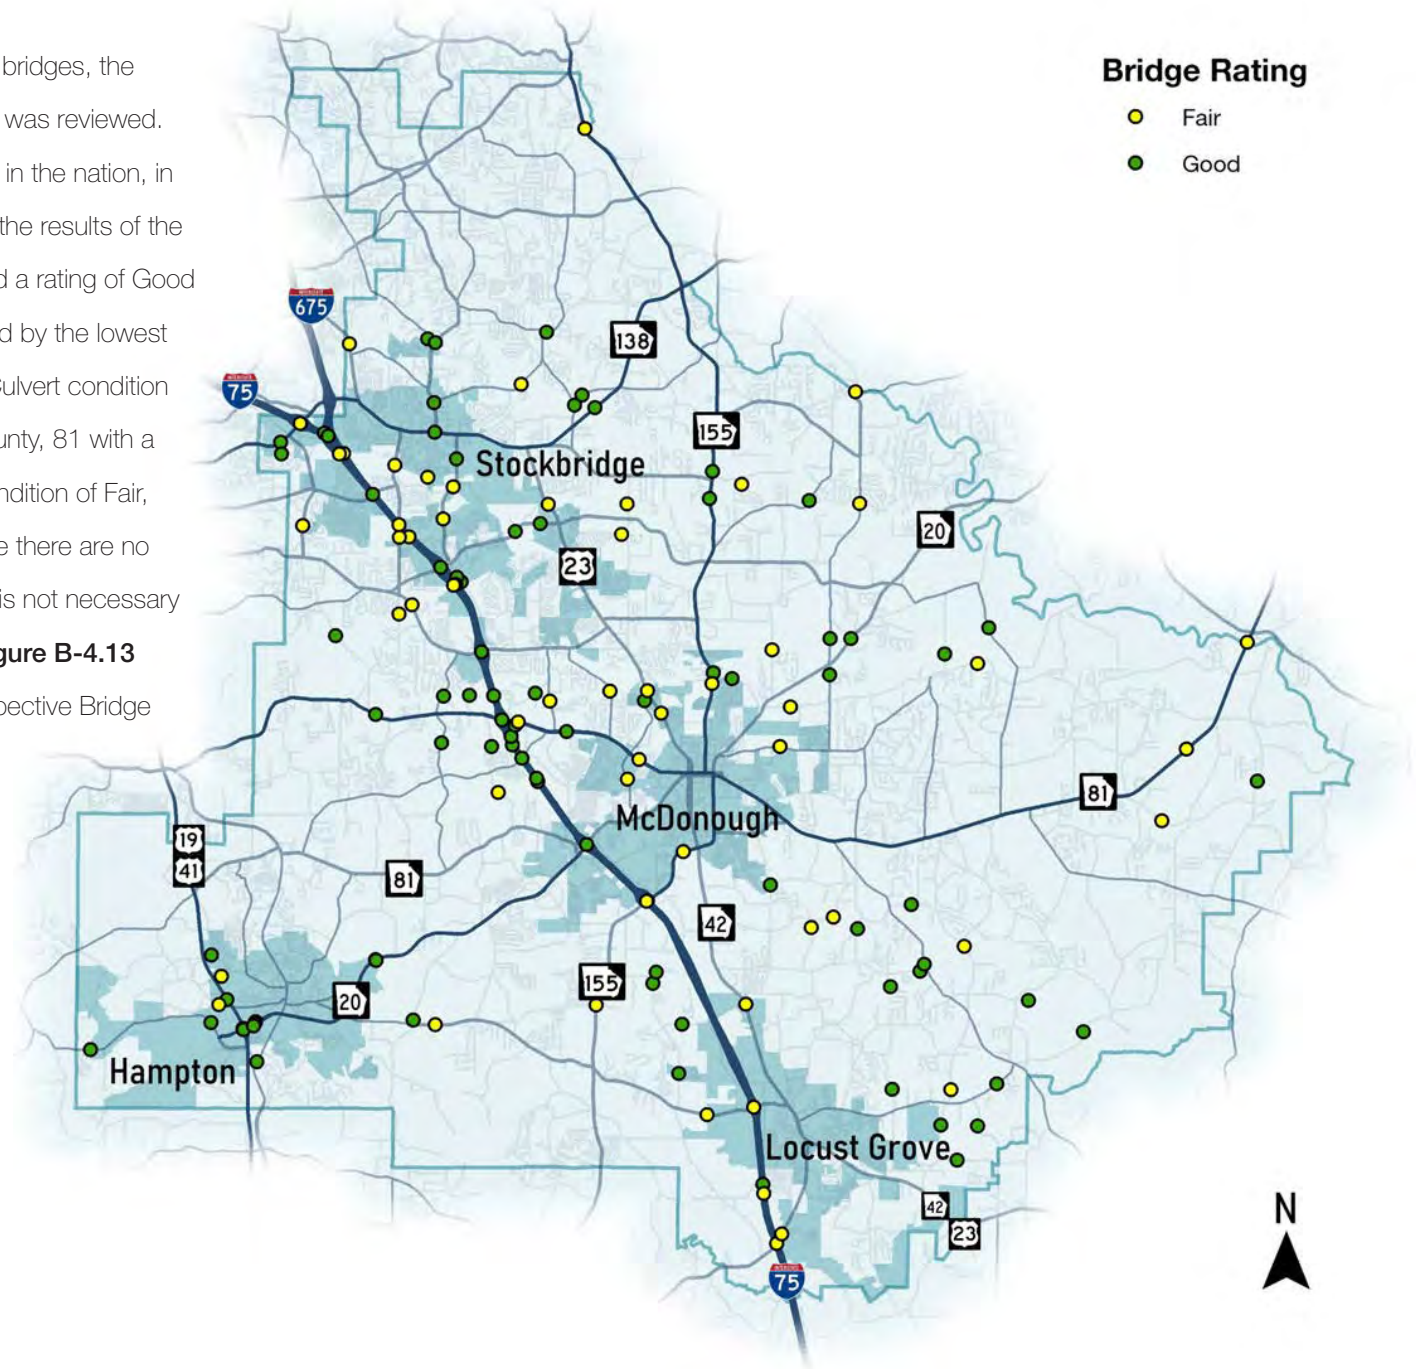 bridges, the
was reviewed.
in the nation, in
the results of the
d a rating of Good
d by the lowest
Culvert condition
unty, 81 with a
ndition of Fair,
e there are no
is not necessary
gure B-4.13
pective Bridge
Bridge Rating
Fair
Good
675
75
138
155
Stockbridge
20
23
81
McDonough
19
41
81
42
155
20
Hampton
Locust Grove
42
23
75
N